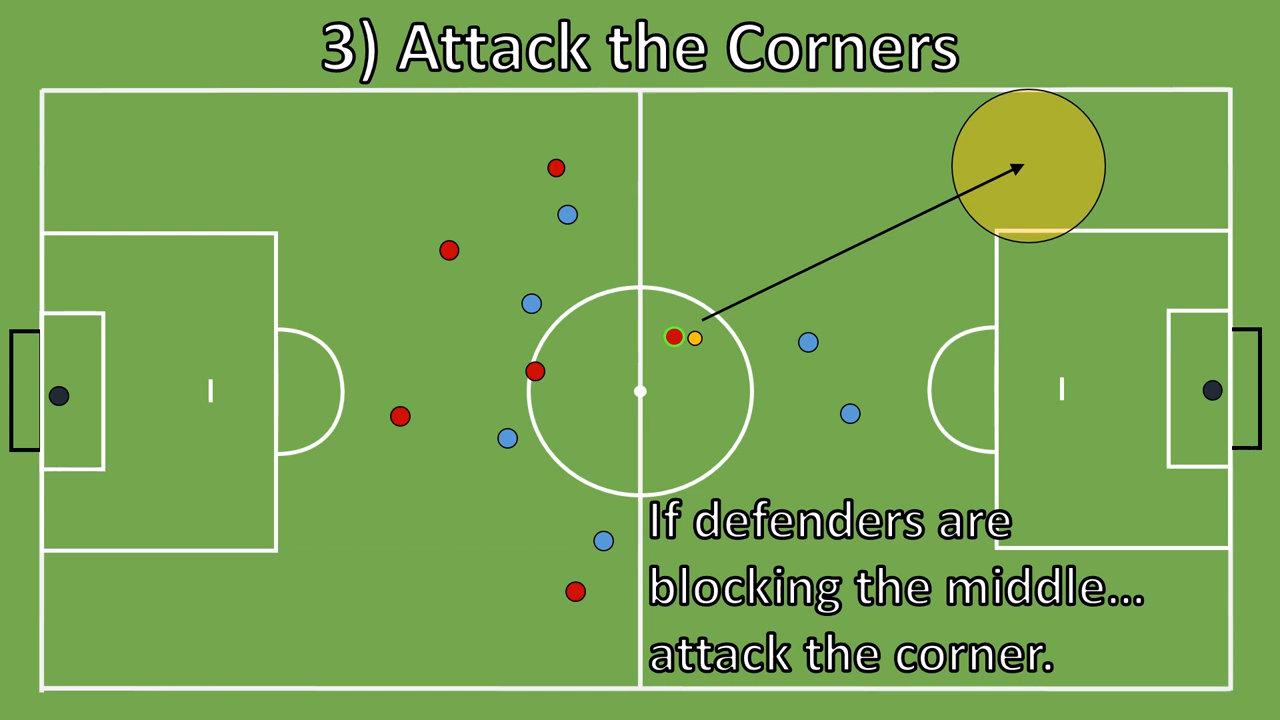 3) Attack the Corners
If defenders are
blocking the middle...
attack the corner.